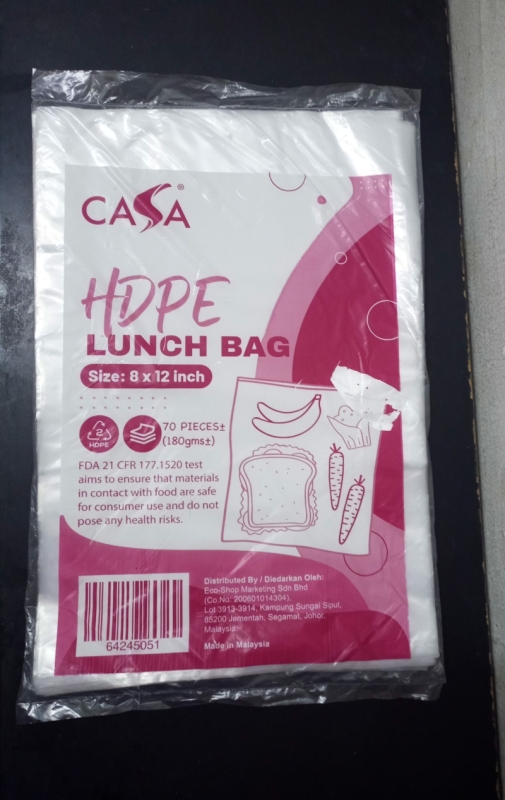 CASA®
HDPE
LUNCH BAG
Size: 8 x 12 inch
2
HDPE
70 PIECES±
(180gms±)
FDA 21 CFR 177.1520 test
aims to ensure that materials
in contact with food are safe
for consumer use and do not
pose any health risks.
64245051
Distributed By / Diedarkan Oleh:
Eco-Shop Marketing Sdn Bhd
(Co.No: 200601014304),
Lot 3913-3914, Kampung Sungai Siput,
85200 Jementah, Segamat, Johor,
Malaysia.
Made in Malaysia